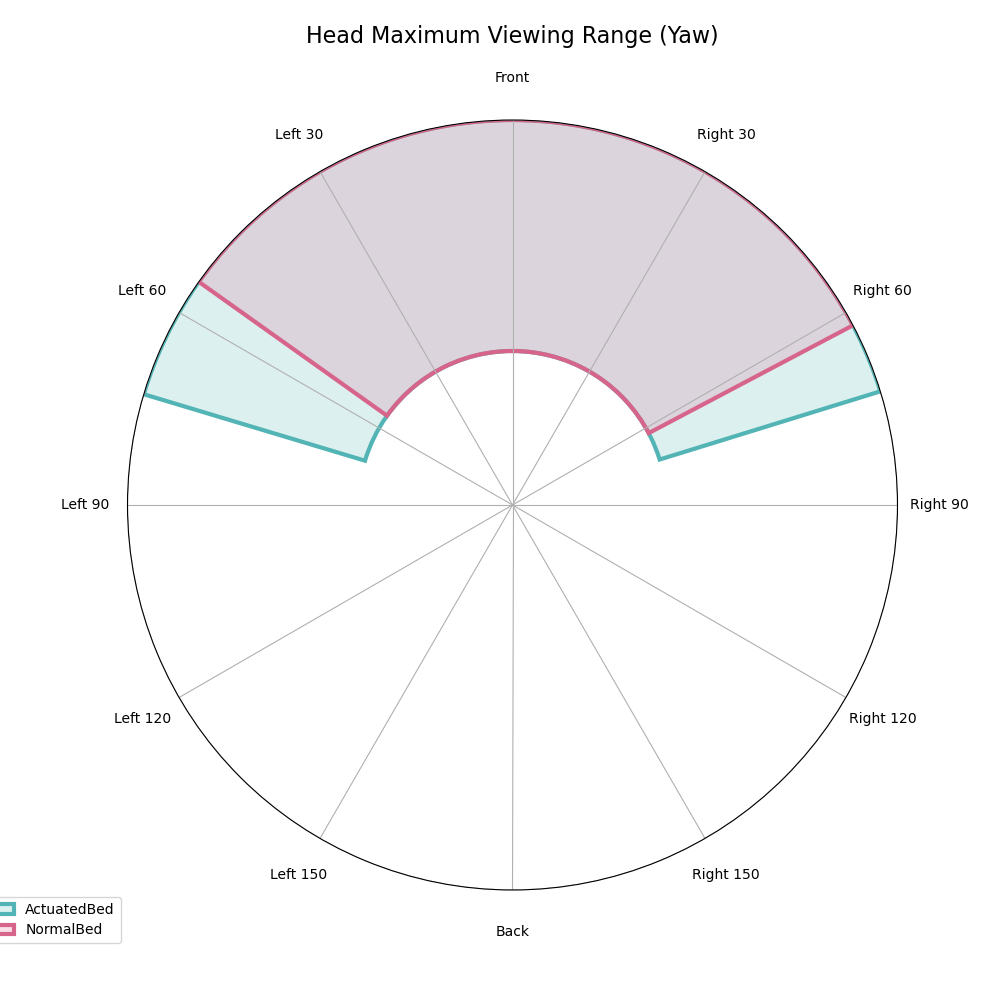 Head Maximum Viewing Range (Yaw)
Front
Left 30
Right 30
Left 60
Right 60
Left 90
Right 90
Left 120
Right 120
Left 150
Right 150
Back
ActuatedBed
NormalBed